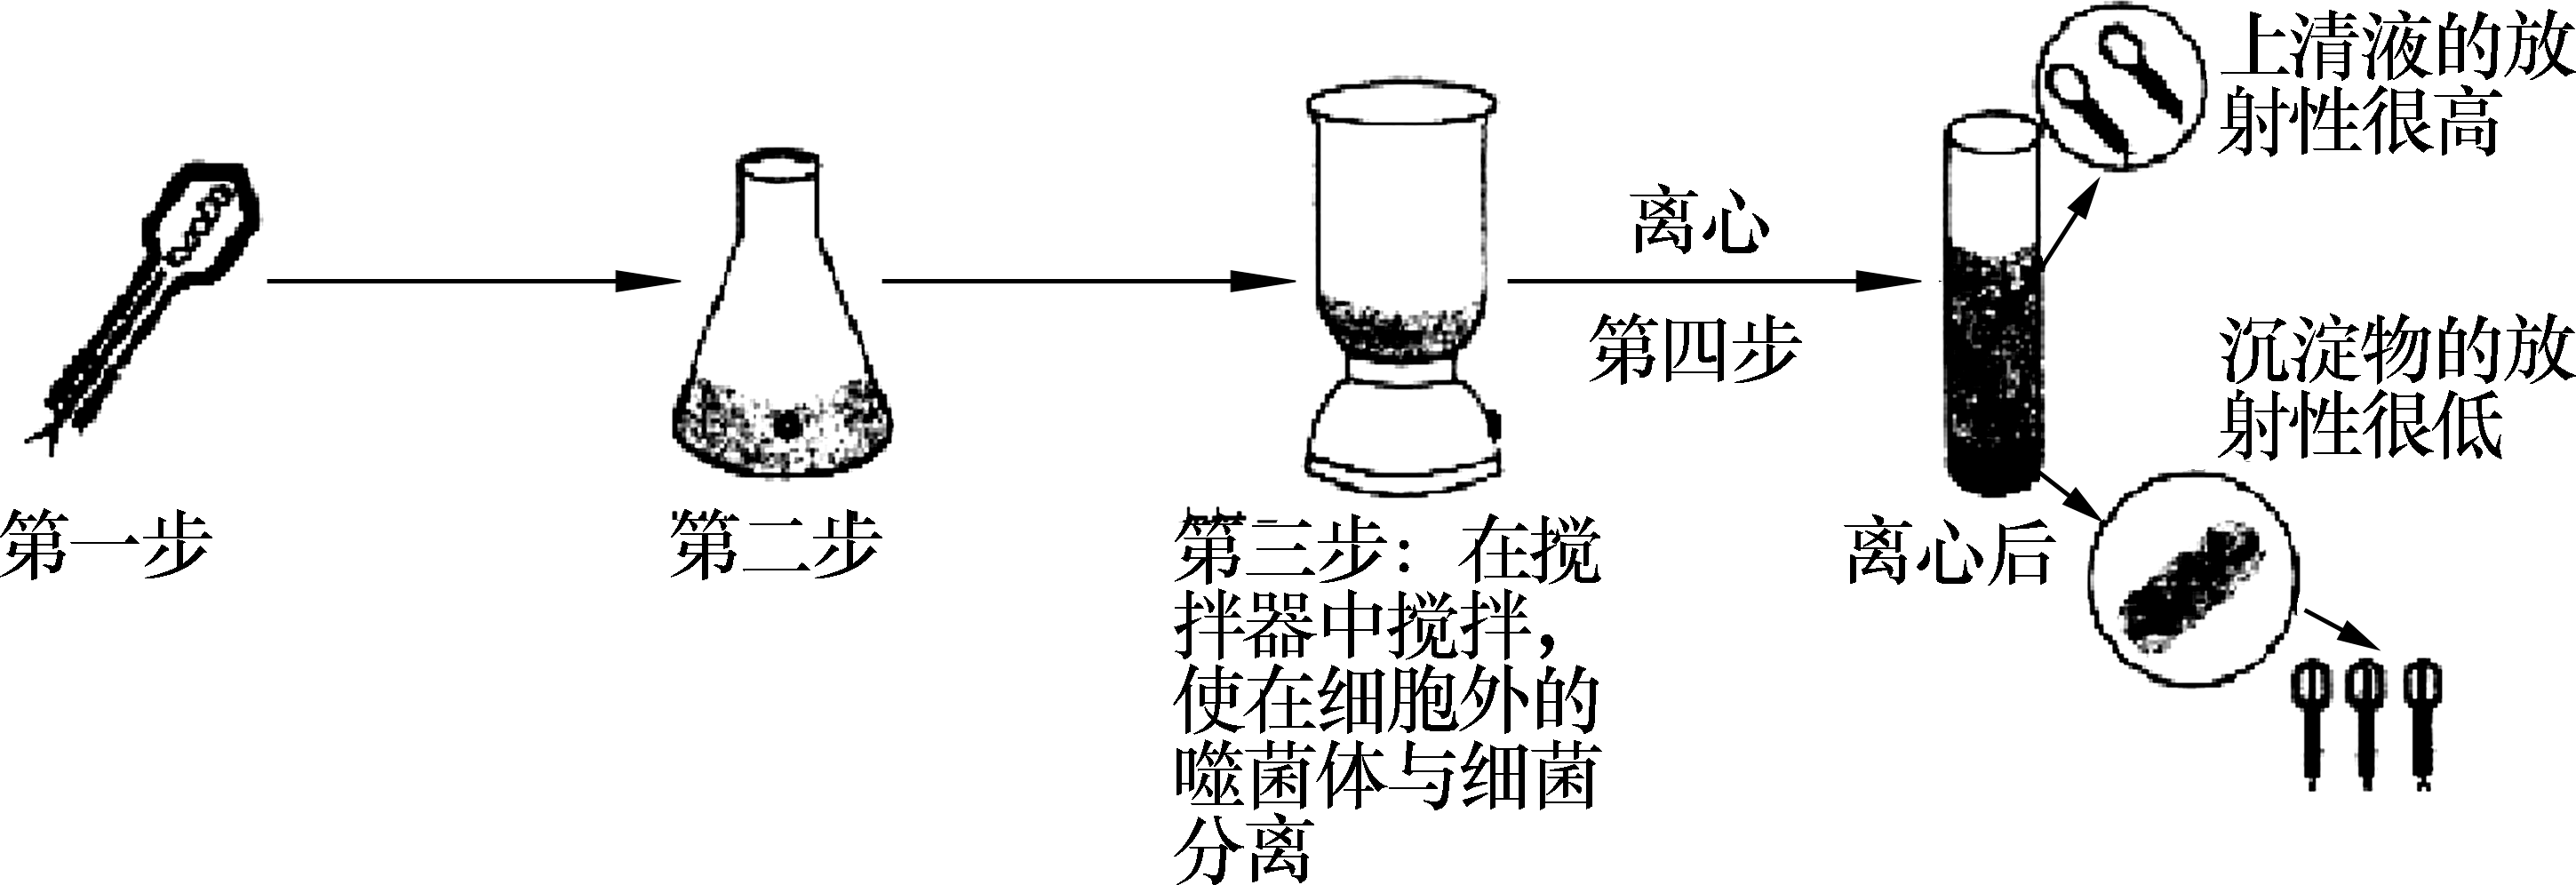 第一步
第二步
第三步：在搅
拌器中搅拌，
使在细胞外的
噬菌体与细菌
分离
离心
第四步
离心后
上清液的放
射性很高
沉淀物的放
射性很低